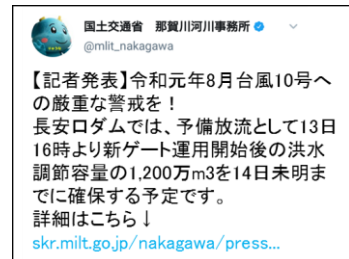 国土交通省 那賀川河川事務所
@mlit_nakagawa
【記者発表】令和元年8月台風10号へ
の厳重な警戒を！
長安口ダムでは、予備放流として13日
16時より新ゲート運用開始後の洪水
調節容量の1,200万m3を14日未明ま
でに確保する予定です。
詳細はこちら↓
skr.milt.go.jp/nakagawa/press...